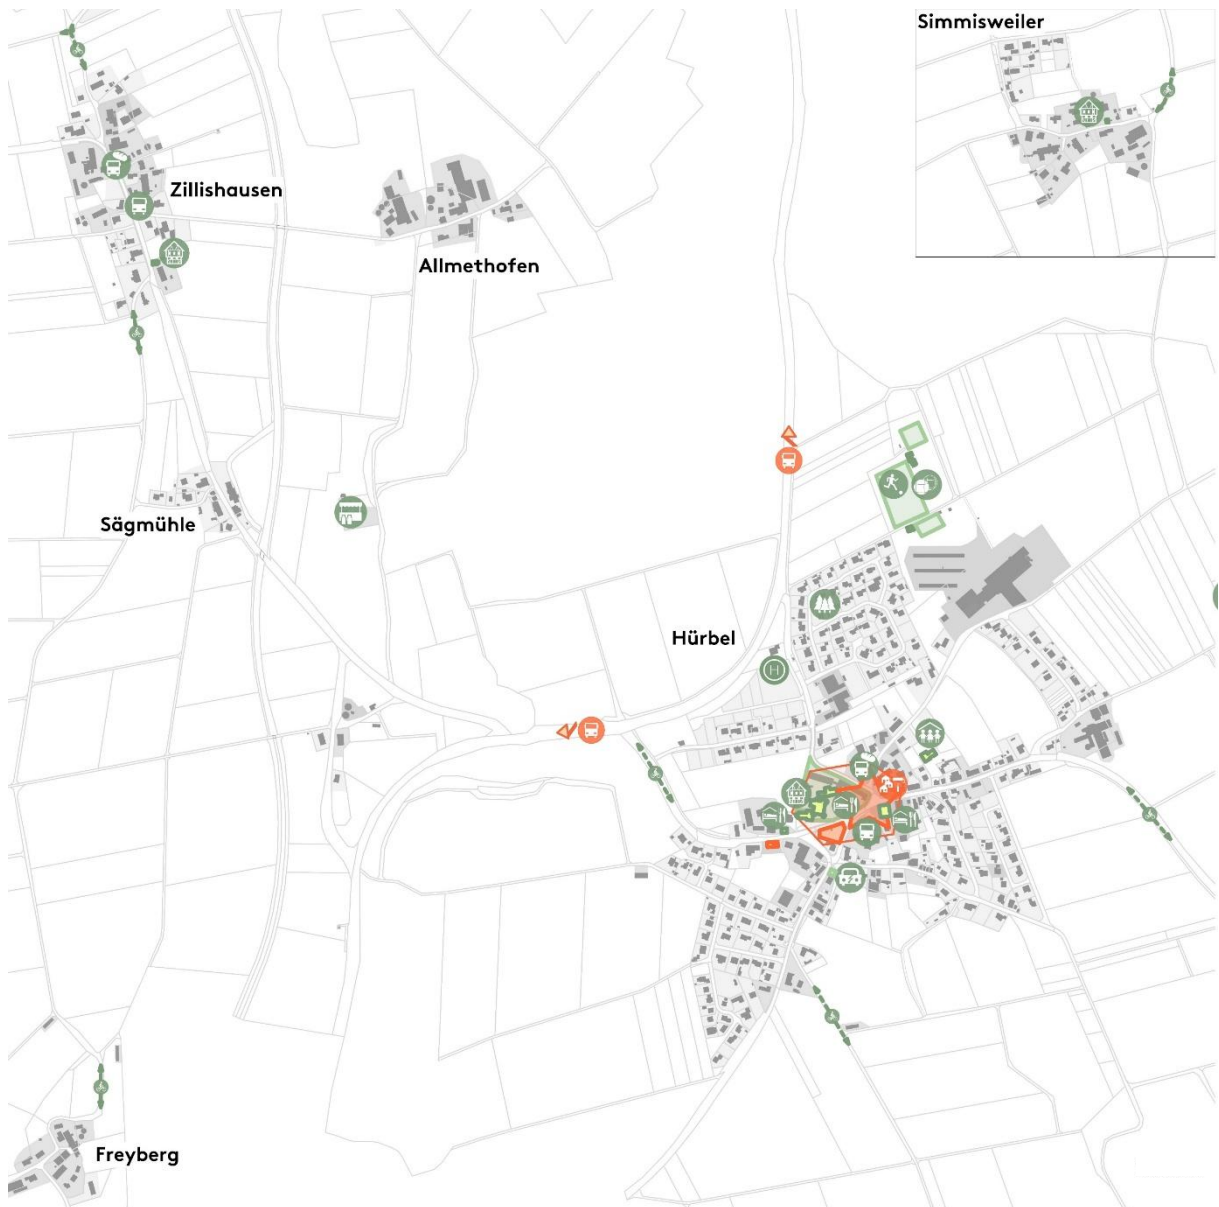 Simmisweiler
Zillishausen
Allmethofen
Sägmühle
Hürbel
H
Freyberg